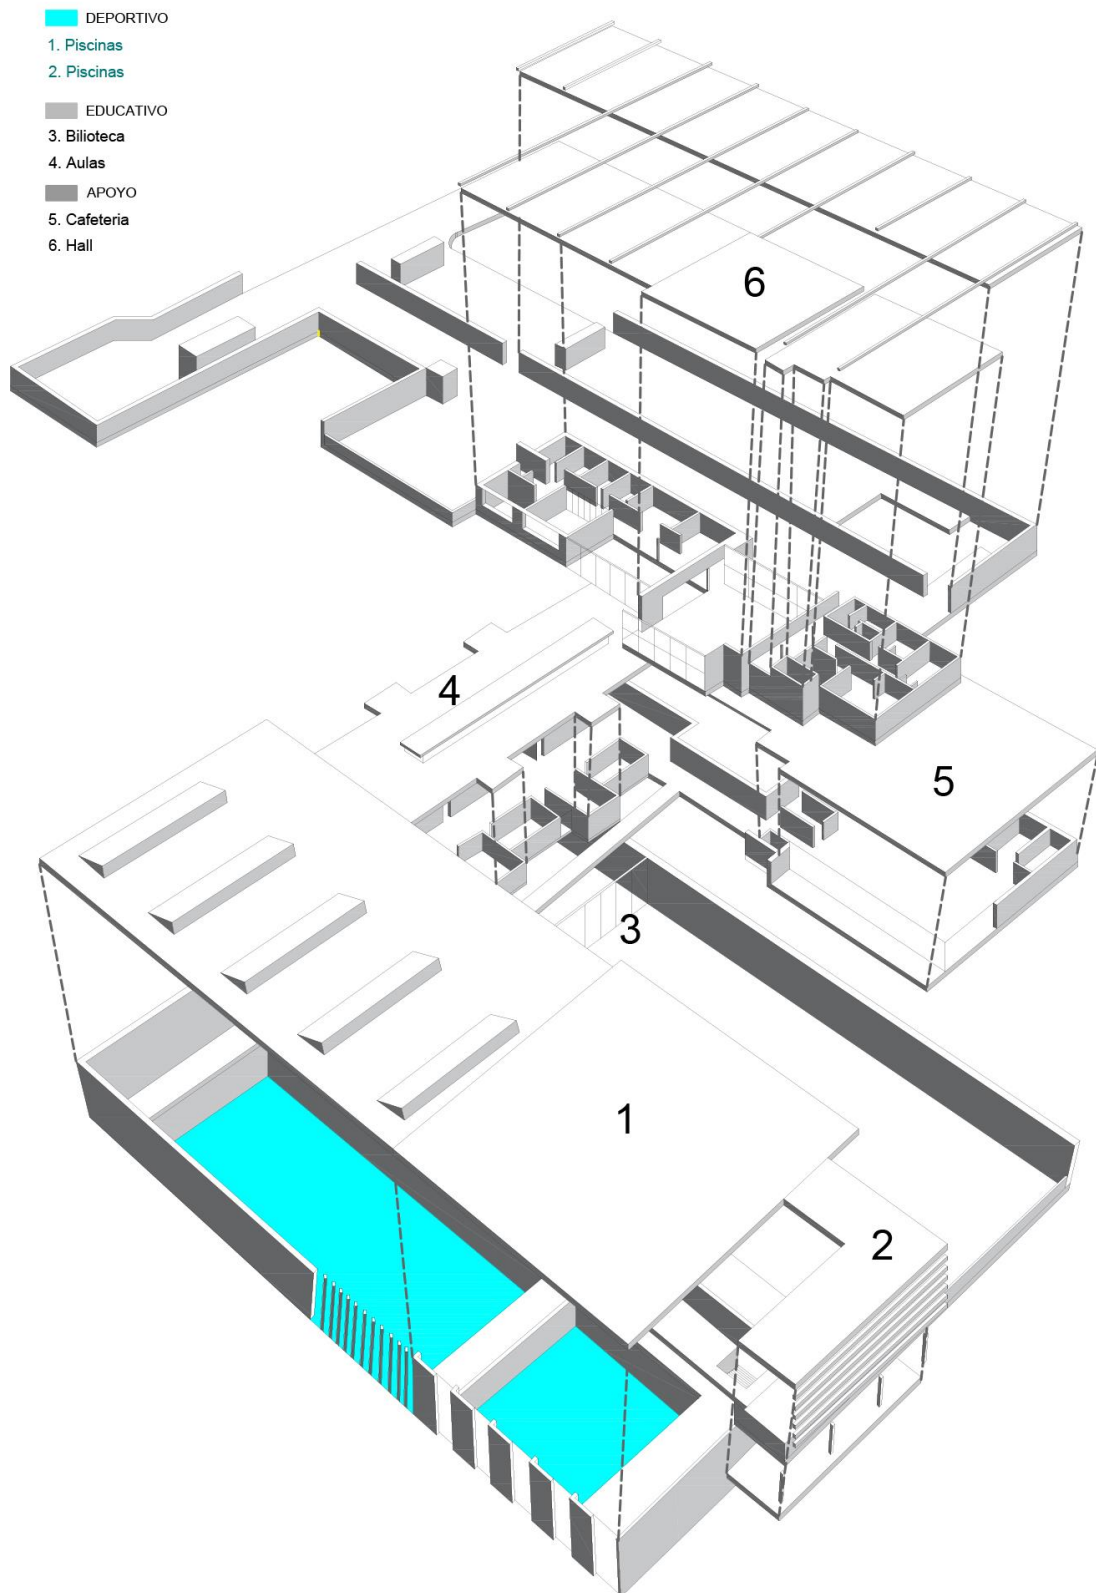 DEPORTIVO
1. Piscinas
2. Piscinas
EDUCATIVO
3. Bilioteca
4. Aulas
APOYO
5. Cafeteria
6. Hall
6
4
5
3
1
2